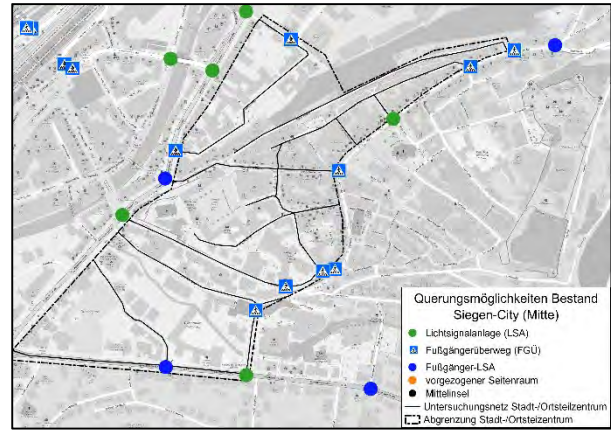 Querungsmöglichkeiten Bestand
Siegen-City (Mitte)
Lichtsignalanlage (LSA)
Fußgängerüberweg (FGÜ)
Fußgänger-LSA
vorgezogener Seitenraum
Mittelinsel
Untersuchungsnetz Stadt-/Ortsteilzentrum
Abgrenzung Stadt-/Ortsteilzentrum